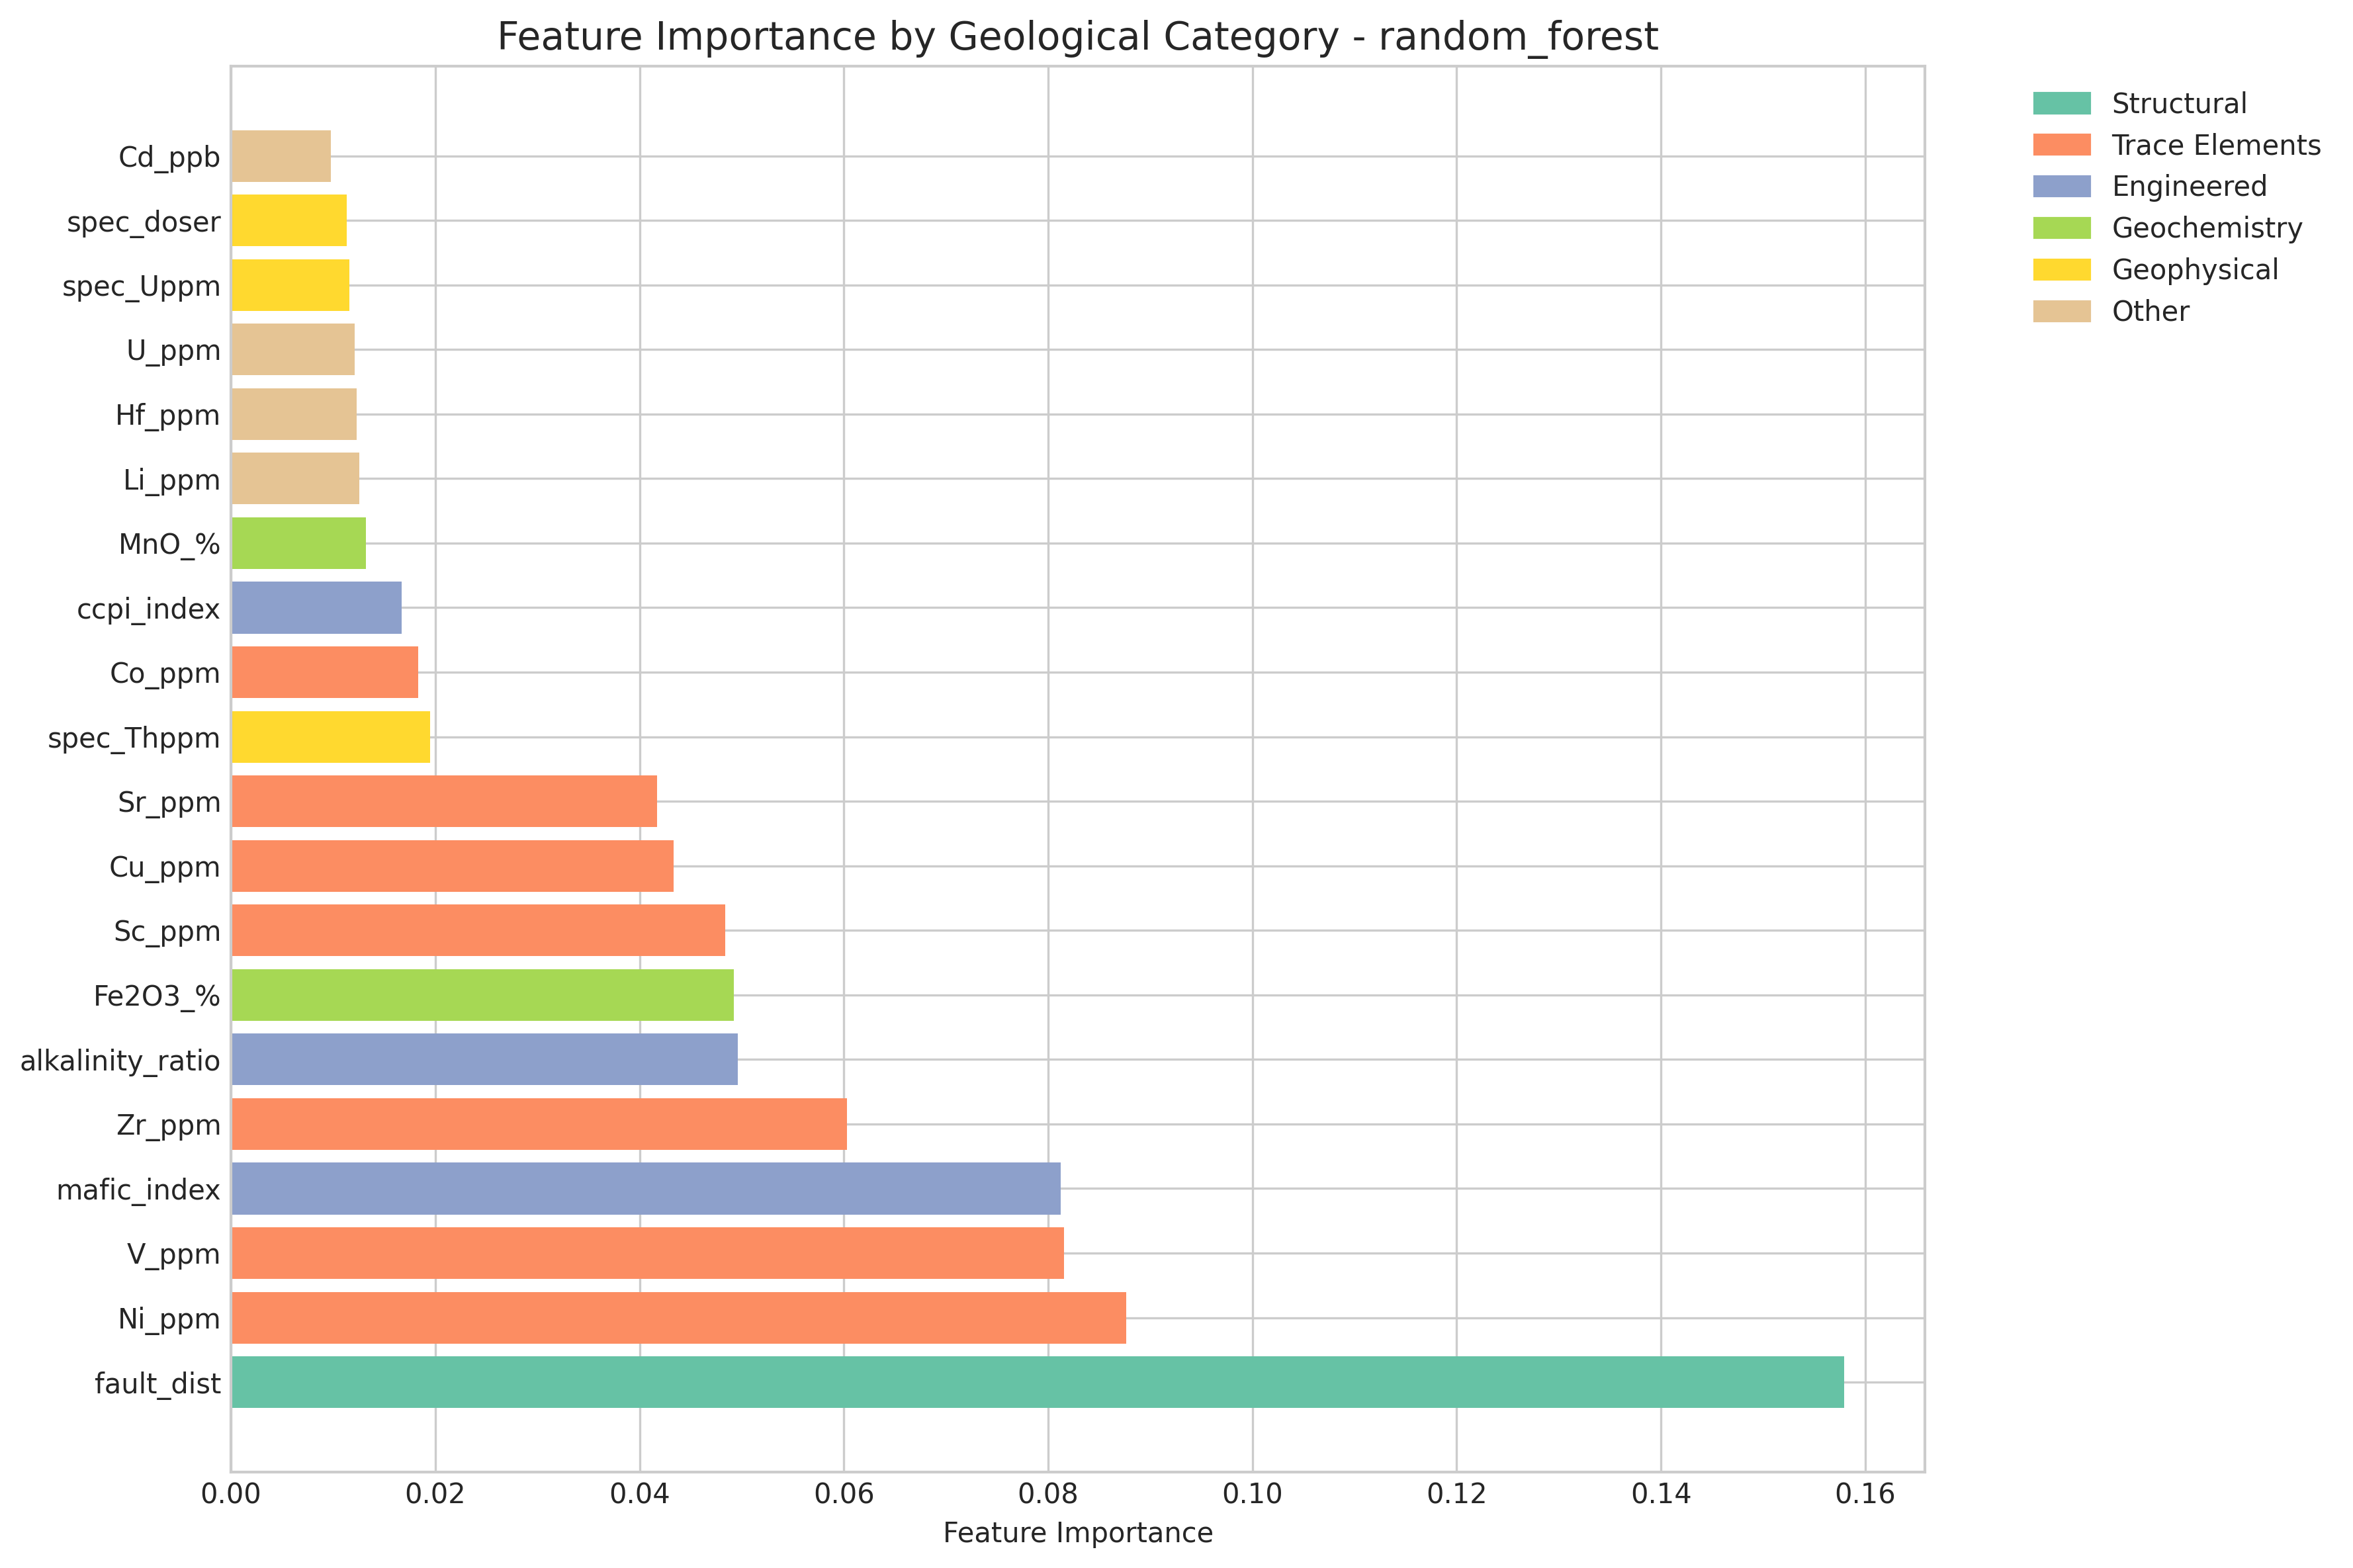 Feature Importance by Geological Category - random_forest
Structural
Trace Elements
Engineered
Geochemistry
Geophysical
Other
Cd_ppb
spec_doser
spec_Uppm
U_ppm
Hf_ppm
Li_ppm
MnO_%
ccpi_index
Co_ppm
spec_Thppm
Sr_ppm
Cu_ppm
Sc_ppm
Fe2O3_%
alkalinity_ratio
Zr_ppm
mafic_index
V_ppm
Ni_ppm
fault_dist
0.00 0.02 0.04 0.06 0.08 0.10 0.12 0.14 0.16
Feature Importance